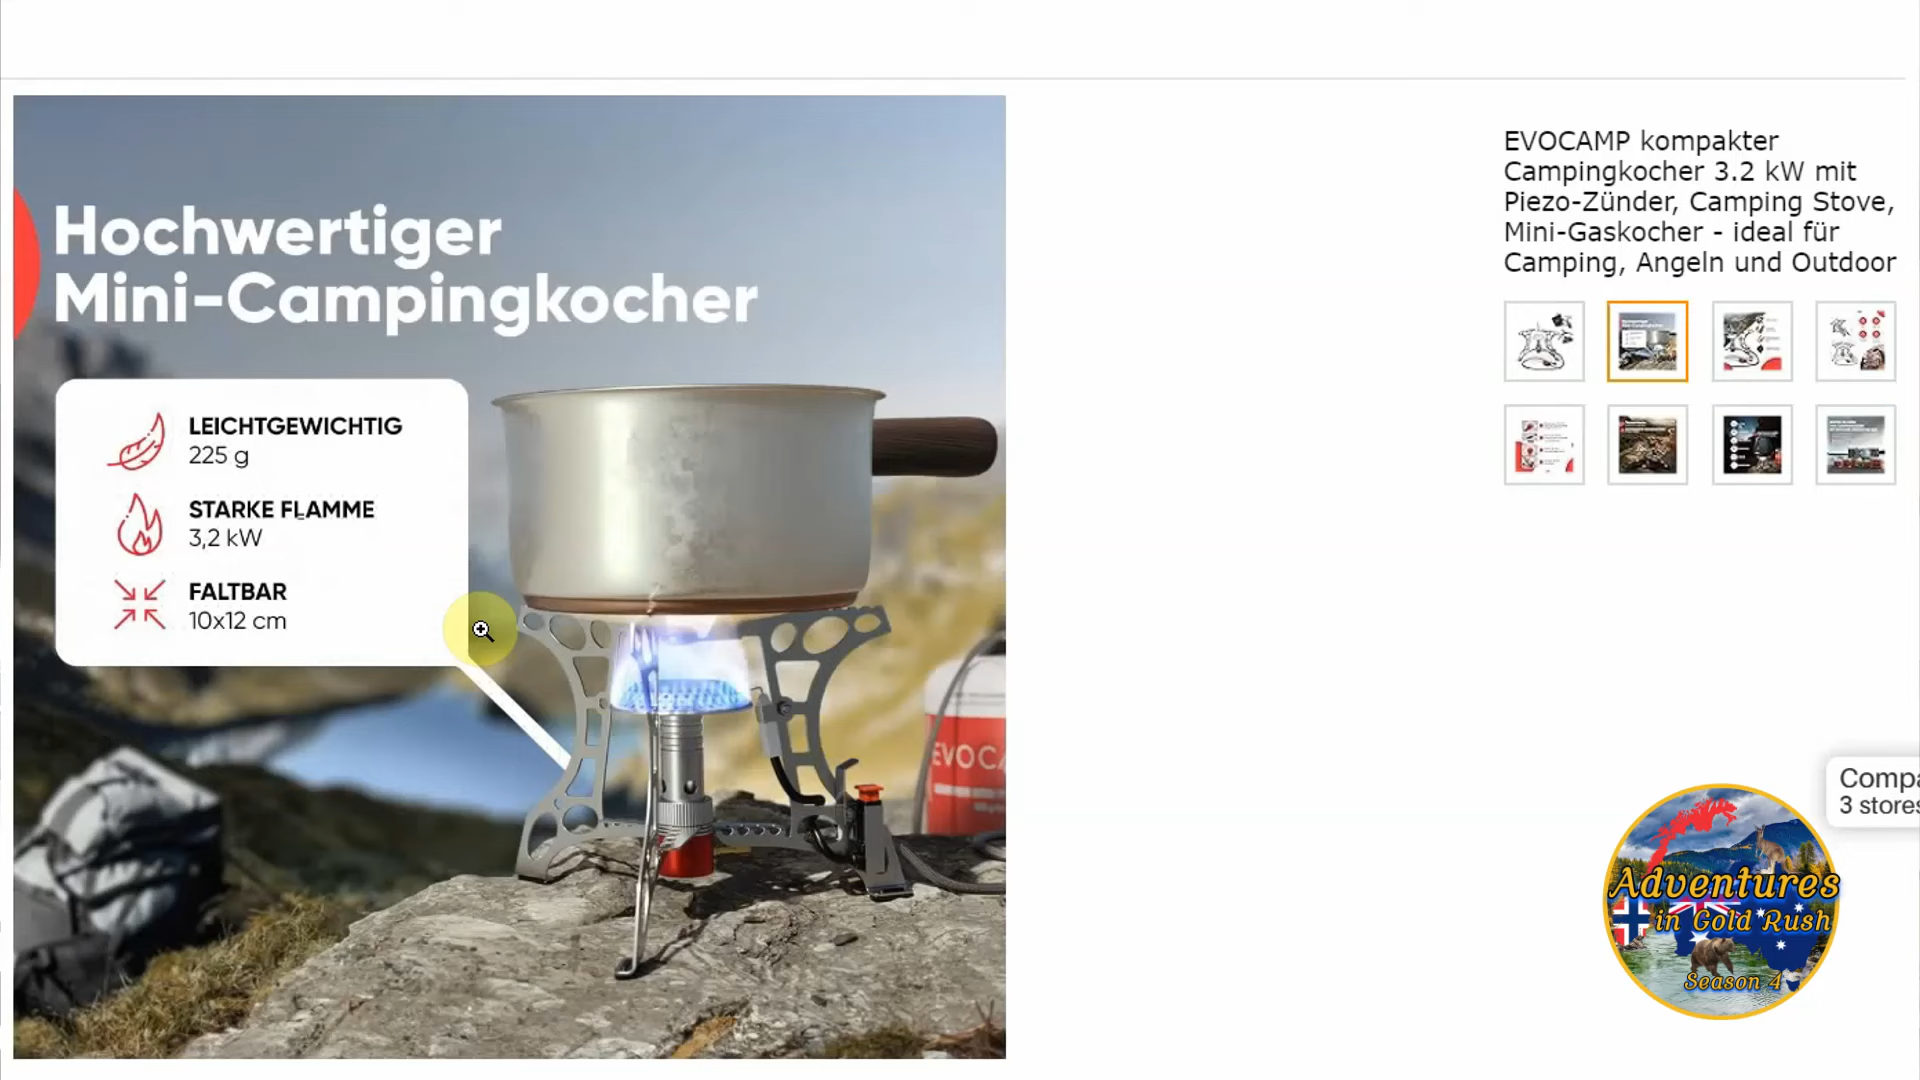 Hochwertiger
Mini-Campingkocher
LEICHTGEWICHTIG
225 g
STARKE FLAMME
3,2 kW
FALTBAR
10x12 cm
EVOCA
EVOCAMP kompakter
Campingkocher 3.2 kW mit
Piezo-Zünder, Camping Stove,
Mini-Gaskocher - ideal für
Camping, Angeln und Outdoor
Compa
3 stores
Adventures
in Gold Rush
Season 4